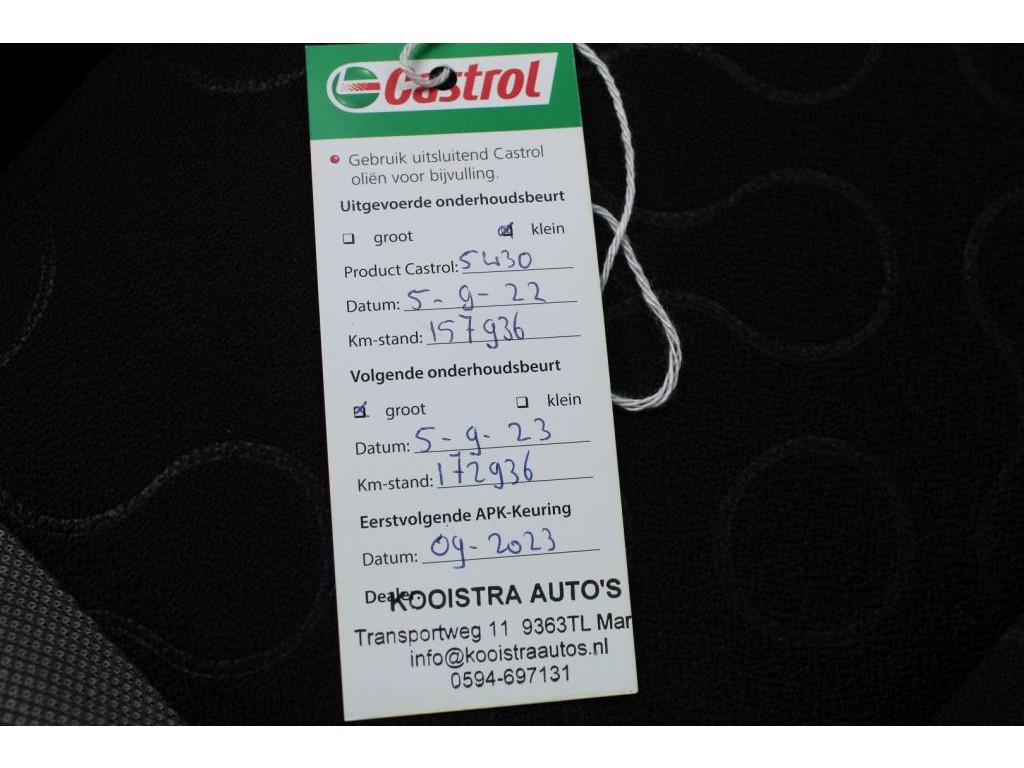 Castrol
Gebruik uitsluitend Castrol
oliën voor bijvulling.
Uitgevoerde onderhoudsbeurt
groot klein
Product Castrol: 5w30
Datum: 5-9-22
Km-stand: 157936
Volgende onderhoudsbeurt
groot klein
Datum: 5-9-23
Km-stand: 172936
Eerstvolgende APK-Keuring
Datum: 09-2023
Dealer:
KOOISTRA AUTO'S
Transportweg 11 9363TL Mar
info@kooistraautos.nl
0594-697131